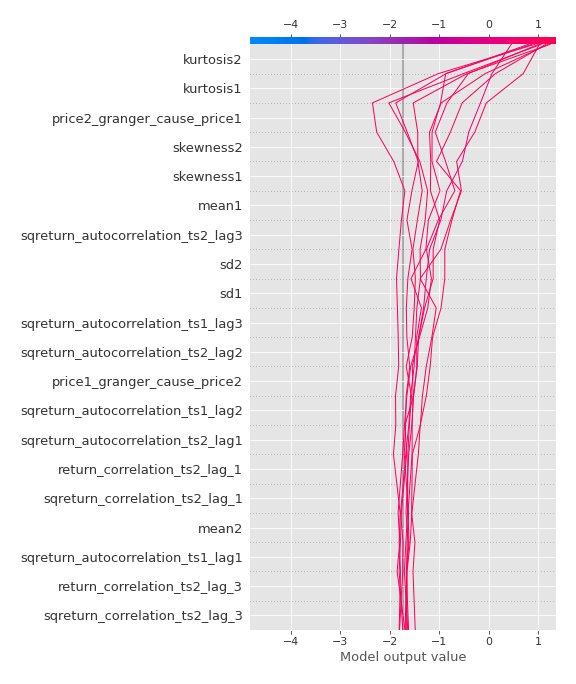 −4 −3 −2 −1 0 1
kurtosis2
kurtosis1
price2_granger_cause_price1
skewness2
skewness1
mean1
sqreturn_autocorrelation_ts2_lag3
sd2
sd1
sqreturn_autocorrelation_ts1_lag3
sqreturn_autocorrelation_ts2_lag2
price1_granger_cause_price2
sqreturn_autocorrelation_ts1_lag2
sqreturn_autocorrelation_ts2_lag1
return_correlation_ts2_lag_1
sqreturn_correlation_ts2_lag_1
mean2
sqreturn_autocorrelation_ts1_lag1
return_correlation_ts2_lag_3
sqreturn_correlation_ts2_lag_3
−4 −3 −2 −1 0 1
Model output value